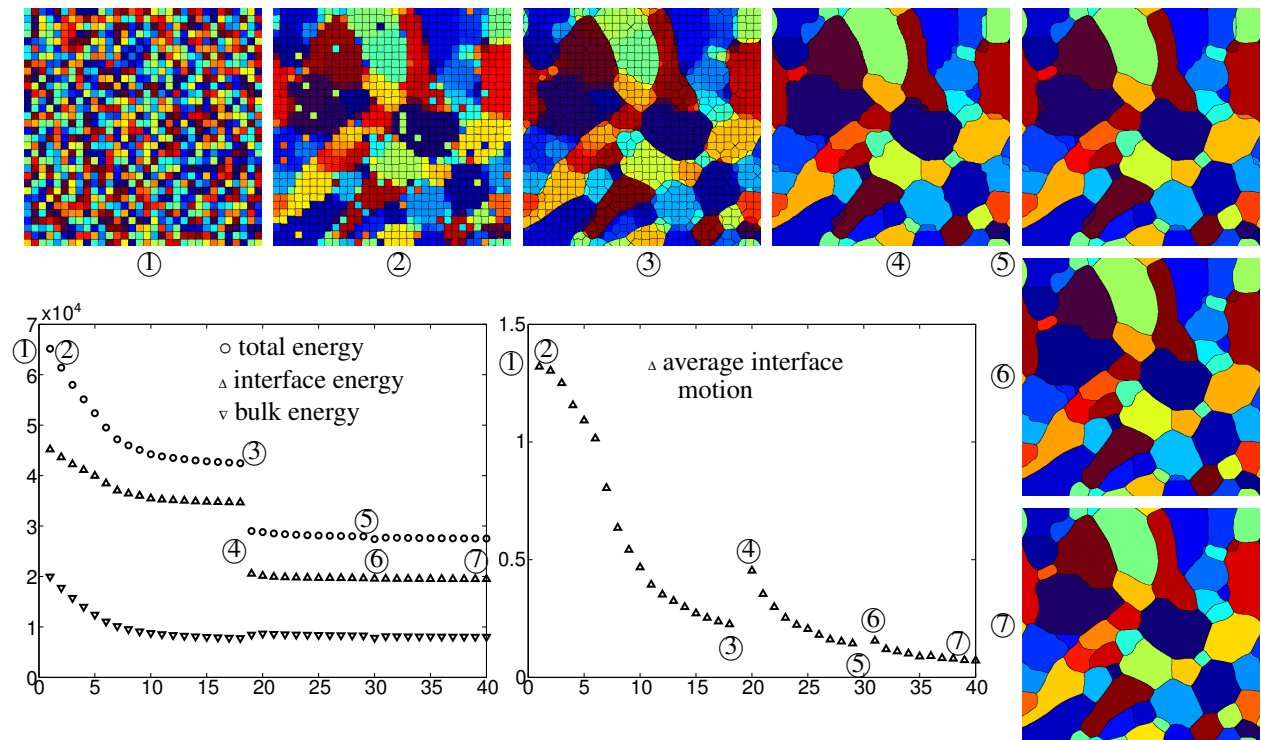 ① ② ③ ④ ⑤
⑥
⑦
x10⁴
7
6
5
4
3
2
1
0
0 5 10 15 20 25 30 35 40
① ②
③
④
⑤
⑥
⑦
○ total energy
△ interface energy
▽ bulk energy
1.5
1
0.5
0
0 5 10 15 20 25 30 35 40
① ②
③
④
⑤
⑥
⑦
△ average interface
motion